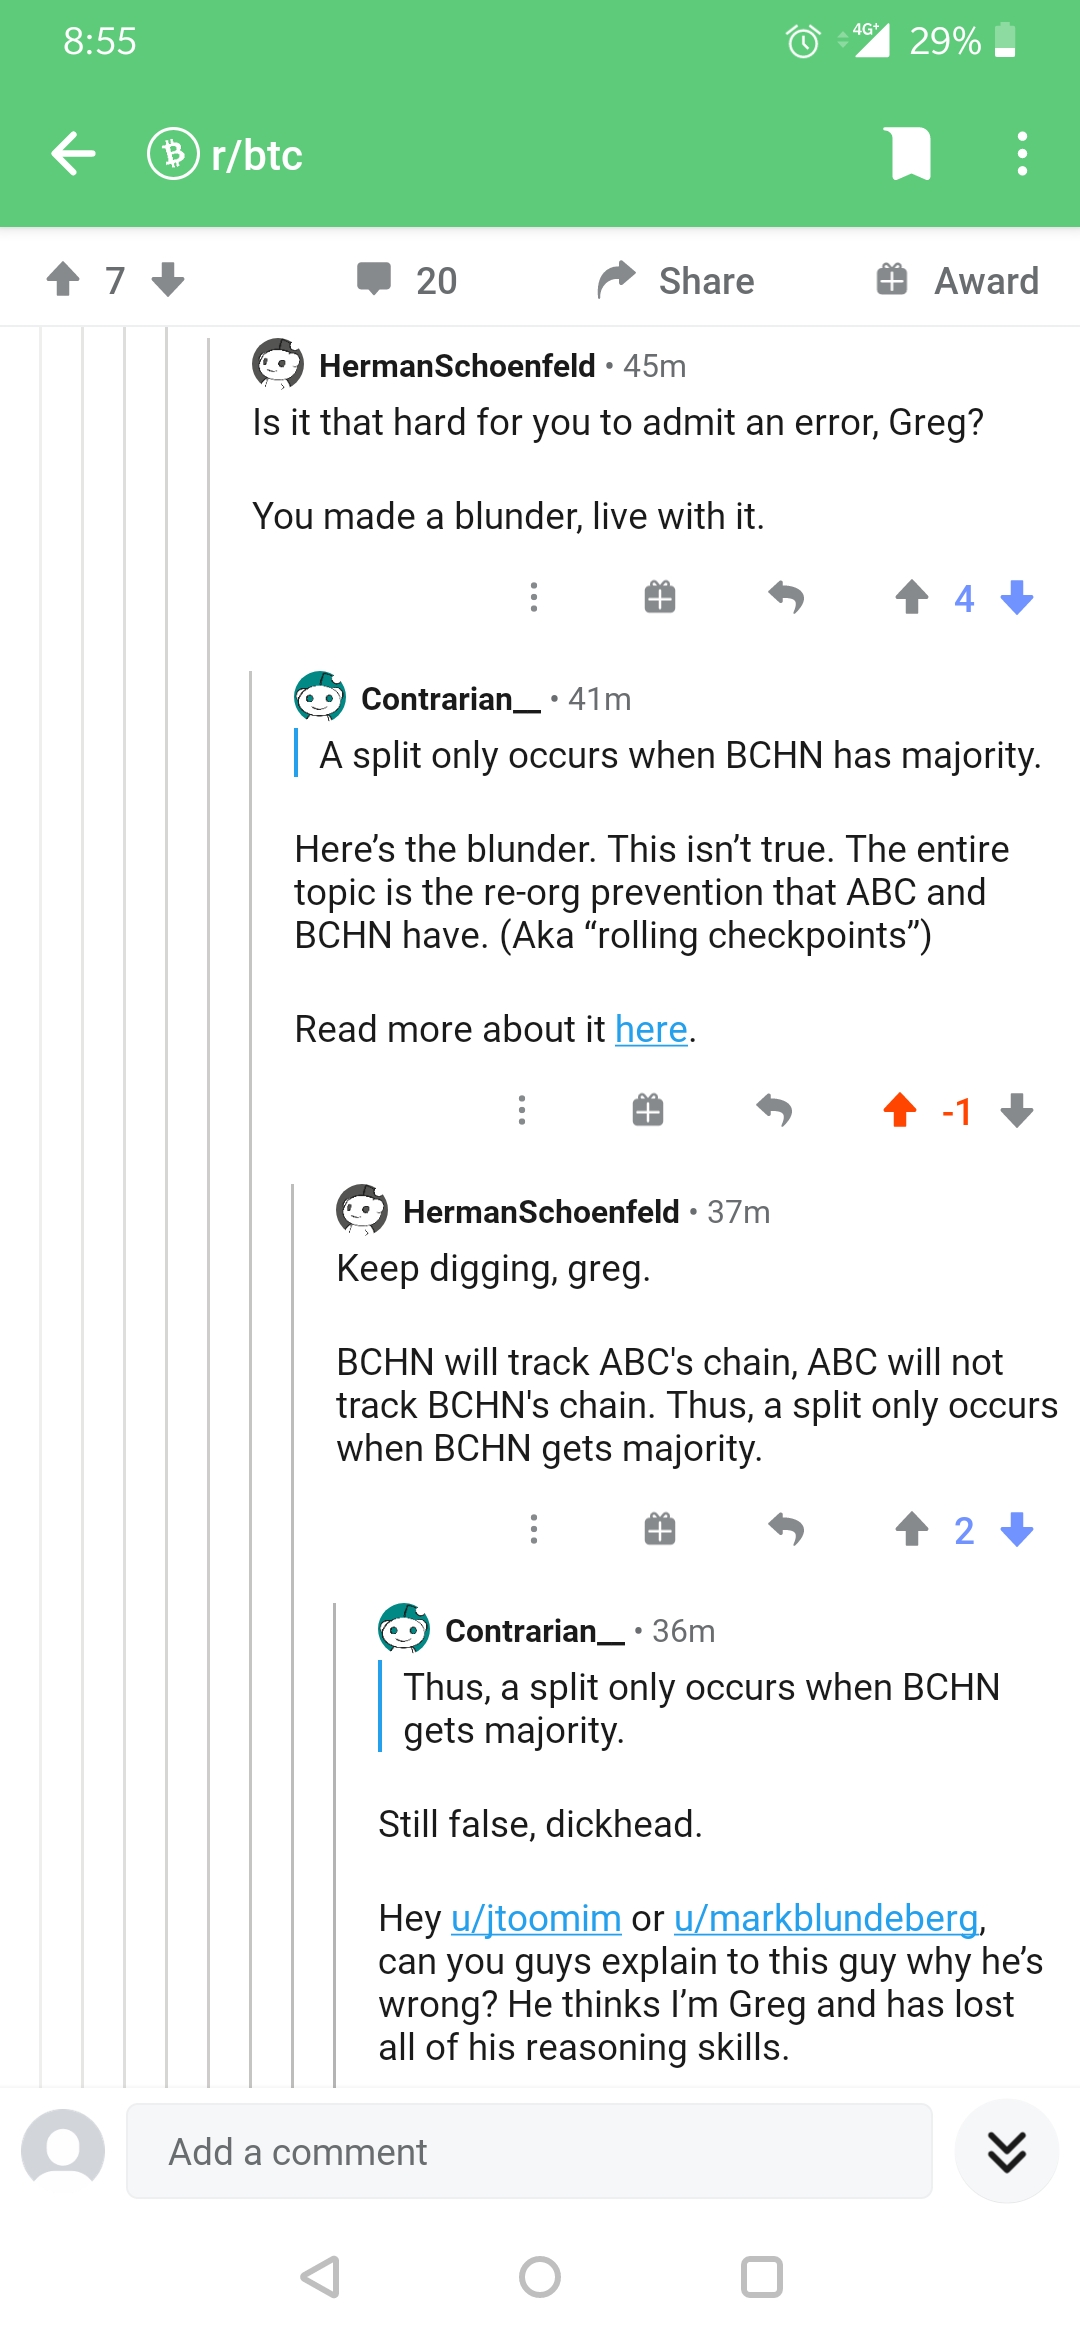 8:55
4G+ 29%
r/btc
7 20 Share Award
HermanSchoenfeld • 45m
Is it that hard for you to admit an error, Greg?
You made a blunder, live with it.
4
Contrarian__ • 41m
A split only occurs when BCHN has majority.
Here’s the blunder. This isn’t true. The entire
topic is the re-org prevention that ABC and
BCHN have. (Aka “rolling checkpoints”)
Read more about it here.
-1
HermanSchoenfeld • 37m
Keep digging, greg.
BCHN will track ABC's chain, ABC will not
track BCHN's chain. Thus, a split only occurs
when BCHN gets majority.
2
Contrarian__ • 36m
Thus, a split only occurs when BCHN
gets majority.
Still false, dickhead.
Hey u/jtoomim or u/markblundeberg,
can you guys explain to this guy why he’s
wrong? He thinks I’m Greg and has lost
all of his reasoning skills.
Add a comment